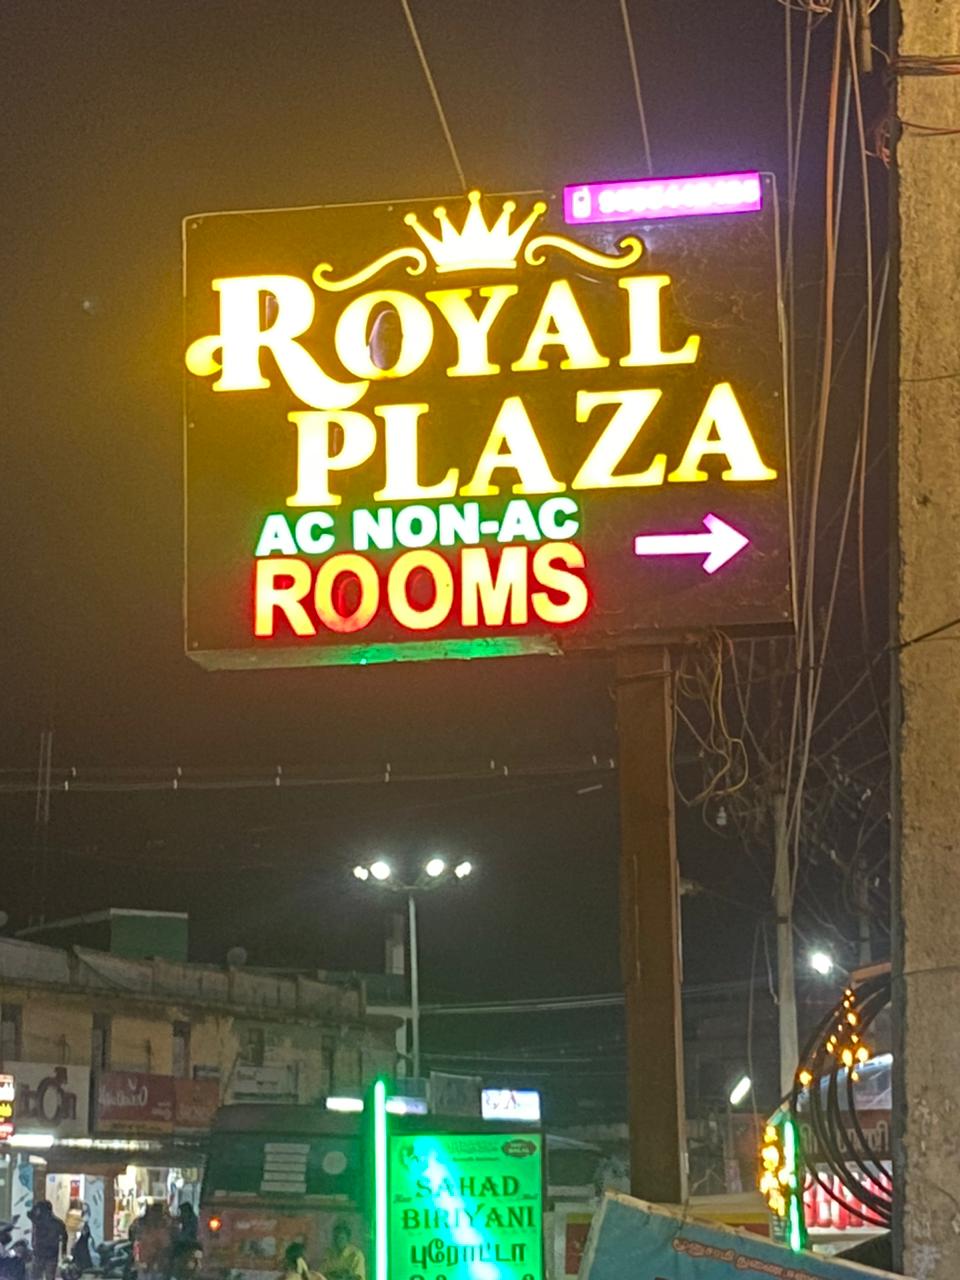 ROYAL
PLAZA
AC NON-AC
ROOMS
SAHAD
BIRIYANI
புரோட்டா